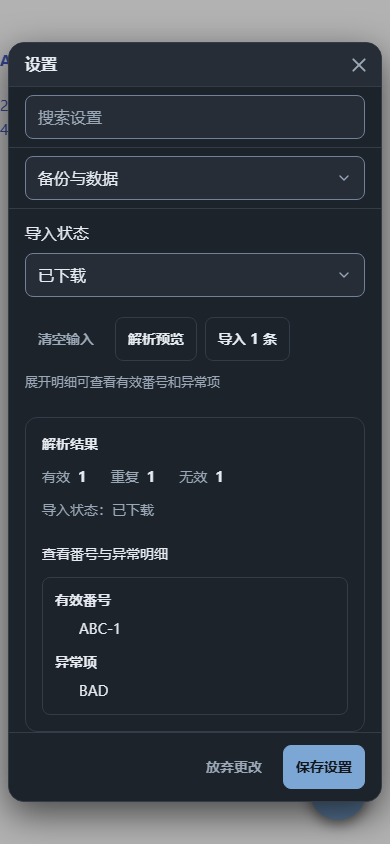 设置
搜索设置
备份与数据
导入状态
已下载
清空输入 解析预览 导入 1 条
展开明细可查看有效番号和异常项
解析结果
有效 1 重复 1 无效 1
导入状态：已下载
查看番号与异常明细
有效番号
ABC-1
异常项
BAD
放弃更改 保存设置